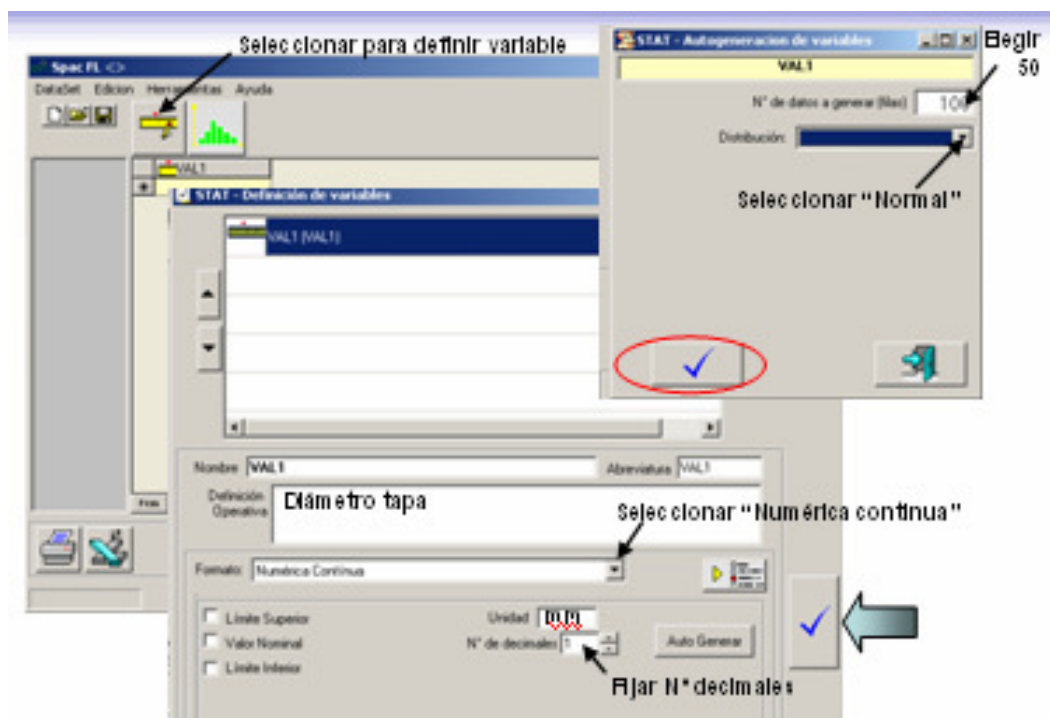 Seleccionar para definir variable
Spac FL <>
DataSet Edicion Herramientas Ayuda
VAL1
STAT - Definición de variables
VAL1 (VAL1)
STAT - Autogeneracion de variables
VAL1
Elegir
50
N° de datos a generar (filas) 100
Distribución:
Seleccionar "Normal"
Nombre VAL1
Abreviatura VAL1
Definición Operativa
Diámetro tapa
Seleccionar "Numérica continua"
Formato: Numérica Continua
Límite Superior
Valor Nominal
Límite Inferior
Unidad m.m.
N° de decimales 1
Auto Generar
Fijar N° decimales